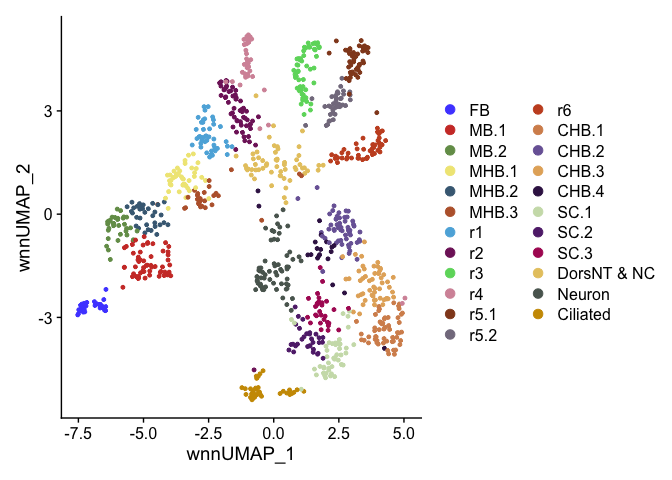 wnnUMAP_2
3
0
-3
-7.5
-5.0
-2.5
0.0
2.5
5.0
wnnUMAP_1
FB
MB.1
MB.2
MHB.1
MHB.2
MHB.3
r1
r2
r3
r4
r5.1
r5.2
r6
CHB.1
CHB.2
CHB.3
CHB.4
SC.1
SC.2
SC.3
DorsNT & NC
Neuron
Ciliated